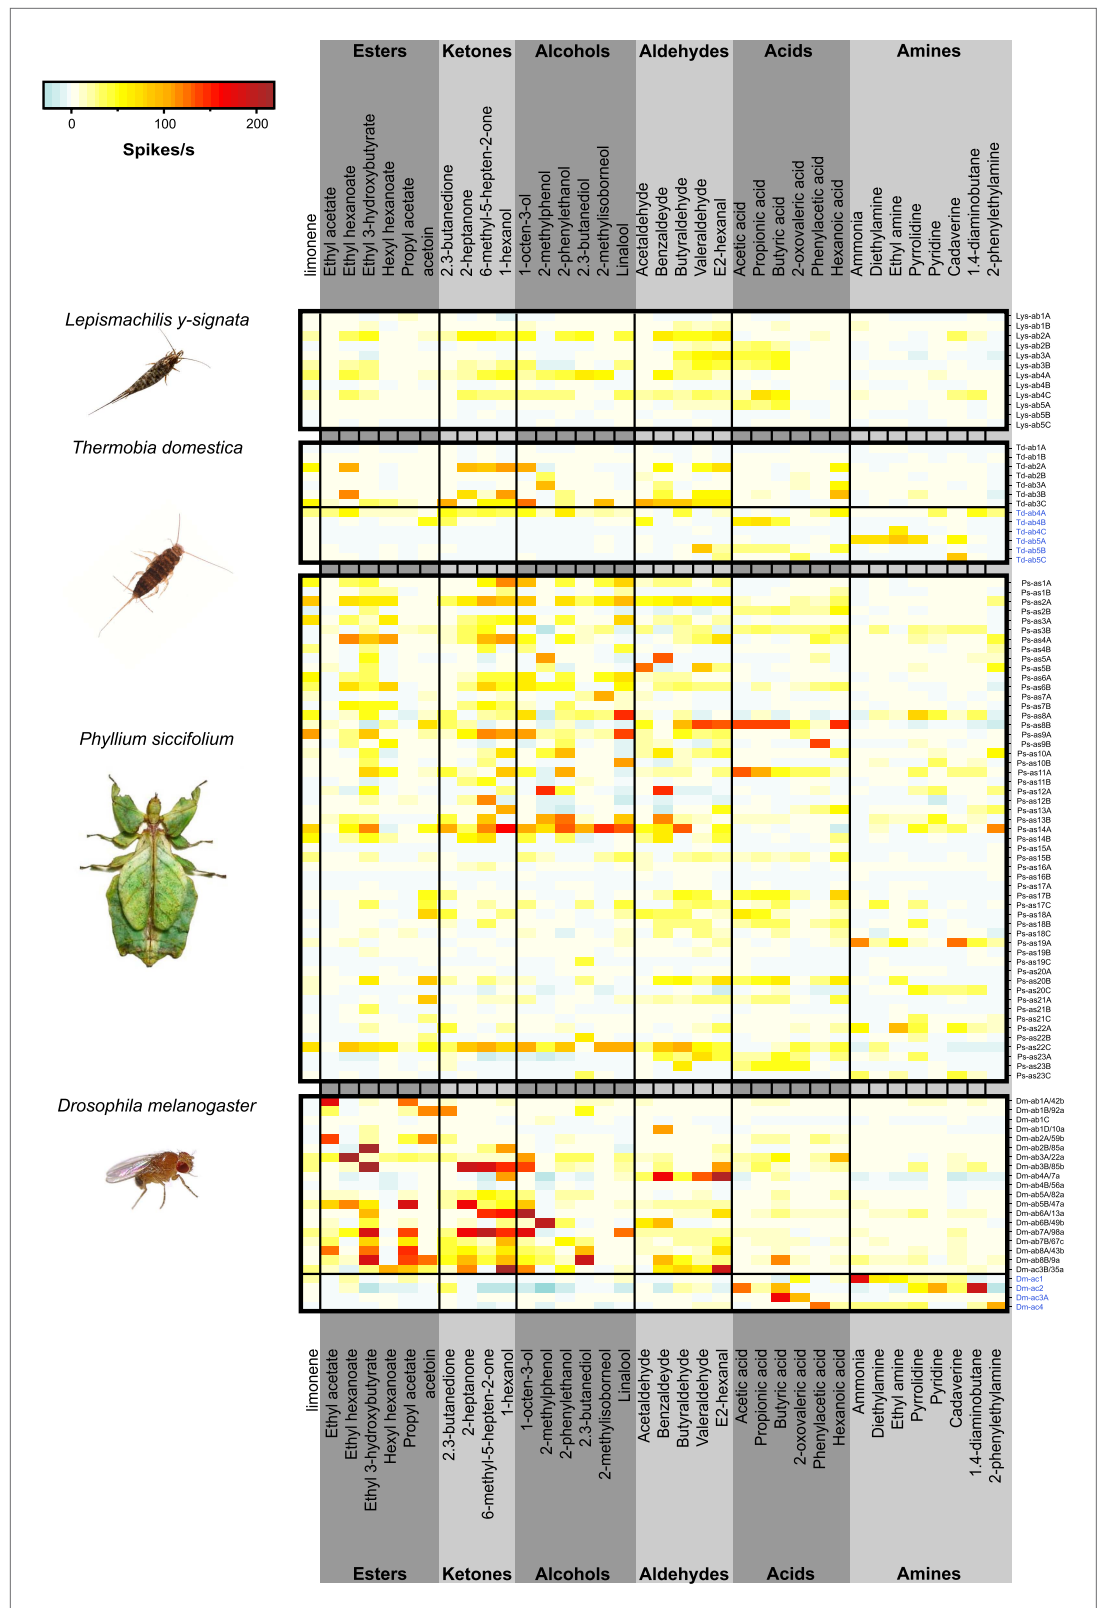 Esters Ketones Alcohols Aldehydes Acids Amines
0 100 200
Spikes/s
limonene
Ethyl acetate
Ethyl hexanoate
Ethyl 3-hydroxybutyrate
Hexyl hexanoate
Propyl acetate
acetoin
2.3-butanedione
2-heptanone
6-methyl-5-hepten-2-one
1-hexanol
1-octen-3-ol
2-methylphenol
2-phenylethanol
2.3-butanediol
2-methylisoborneol
Linalool
Acetaldehyde
Benzaldeyde
Butyraldehyde
Valeraldehyde
E2-hexanal
Acetic acid
Propionic acid
Butyric acid
2-oxovaleric acid
Phenylacetic acid
Hexanoic acid
Ammonia
Diethylamine
Ethyl amine
Pyrrolidine
Pyridine
Cadaverine
1.4-diaminobutane
2-phenylethylamine
Lepismachilis y-signata
Lys-ab1A
Lys-ab1B
Lys-ab2A
Lys-ab2B
Lys-ab3A
Lys-ab3B
Lys-ab4A
Lys-ab4B
Lys-ab4C
Lys-ab5A
Lys-ab5B
Lys-ab5C
Thermobia domestica
Td-ab1A
Td-ab1B
Td-ab2A
Td-ab2B
Td-ab3A
Td-ab3B
Td-ab3C
Td-ab4A
Td-ab4B
Td-ab4C
Td-ab5A
Td-ab5B
Td-ab5C
Phyllium siccifolium
Ps-as1A
Ps-as1B
Ps-as2A
Ps-as2B
Ps-as3A
Ps-as3B
Ps-as4A
Ps-as4B
Ps-as5A
Ps-as5B
Ps-as6A
Ps-as6B
Ps-as7A
Ps-as7B
Ps-as8A
Ps-as8B
Ps-as9A
Ps-as9B
Ps-as10A
Ps-as10B
Ps-as11A
Ps-as11B
Ps-as12A
Ps-as12B
Ps-as13A
Ps-as13B
Ps-as14A
Ps-as14B
Ps-as15A
Ps-as15B
Ps-as16A
Ps-as16B
Ps-as17A
Ps-as17B
Ps-as17C
Ps-as18A
Ps-as18B
Ps-as18C
Ps-as19A
Ps-as19B
Ps-as19C
Ps-as20A
Ps-as20B
Ps-as20C
Ps-as21A
Ps-as21B
Ps-as21C
Ps-as22A
Ps-as22B
Ps-as22C
Ps-as23A
Ps-as23B
Ps-as23C
Drosophila melanogaster
Dm-ab1A/42b
Dm-ab1B/92a
Dm-ab1C
Dm-ab1D/10a
Dm-ab2A/59b
Dm-ab2B/85a
Dm-ab3A/22a
Dm-ab3B/85b
Dm-ab4A/7a
Dm-ab4B/56a
Dm-ab5A/82a
Dm-ab5B/47a
Dm-ab6A/13a
Dm-ab6B/49b
Dm-ab7A/98a
Dm-ab7B/67c
Dm-ab8A/43b
Dm-ab8B/9a
Dm-ac3B/35a
Dm-ac1
Dm-ac2
Dm-ac3A
Dm-ac4
limonene
Ethyl acetate
Ethyl hexanoate
Ethyl 3-hydroxybutyrate
Hexyl hexanoate
Propyl acetate
acetoin
2.3-butanedione
2-heptanone
6-methyl-5-hepten-2-one
1-hexanol
1-octen-3-ol
2-methylphenol
2-phenylethanol
2.3-butanediol
2-methylisoborneol
Linalool
Acetaldehyde
Benzaldeyde
Butyraldehyde
Valeraldehyde
E2-hexanal
Acetic acid
Propionic acid
Butyric acid
2-oxovaleric acid
Phenylacetic acid
Hexanoic acid
Ammonia
Diethylamine
Ethyl amine
Pyrrolidine
Pyridine
Cadaverine
1.4-diaminobutane
2-phenylethylamine
Esters Ketones Alcohols Aldehydes Acids Amines